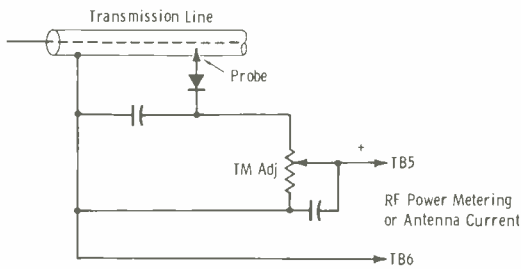 Transmission Line
Probe
TM Adj
+
TB5
RF Power Metering
or Antenna Current
TB6